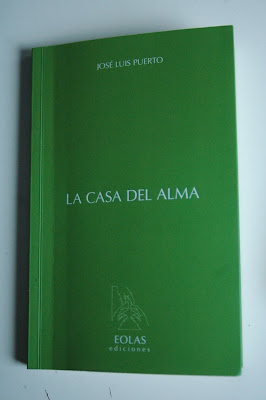 JOSÉ LUIS PUERTO
LA CASA DEL ALMA
EOLAS
ediciones